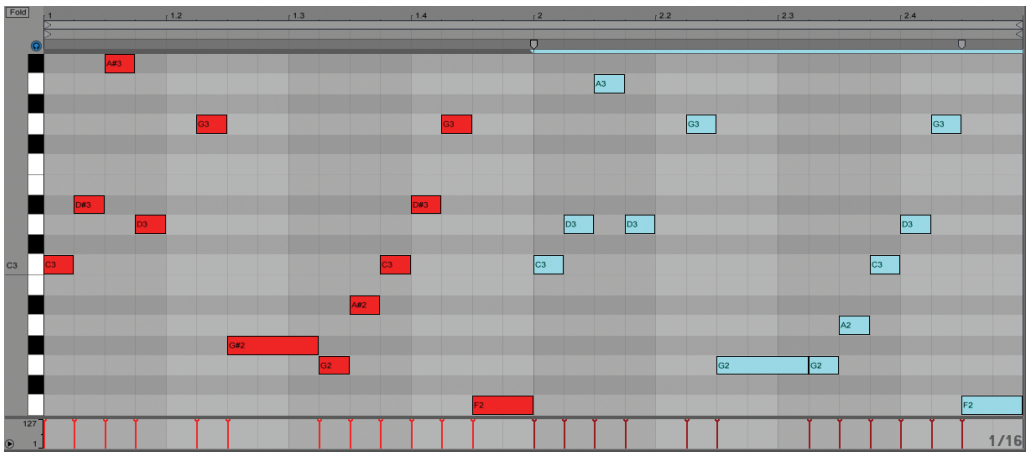 Fold 1 1.2 1.3 1.4 2 2.2 2.3 2.4
A#3
A3
G3 G3 G3 G3
D#3 D#3
D3 D3 D3 D3
C3 C3 C3 C3 C3
A#2
A2
G#2
G2 G2 G2
F2 F2
127
1 1/16